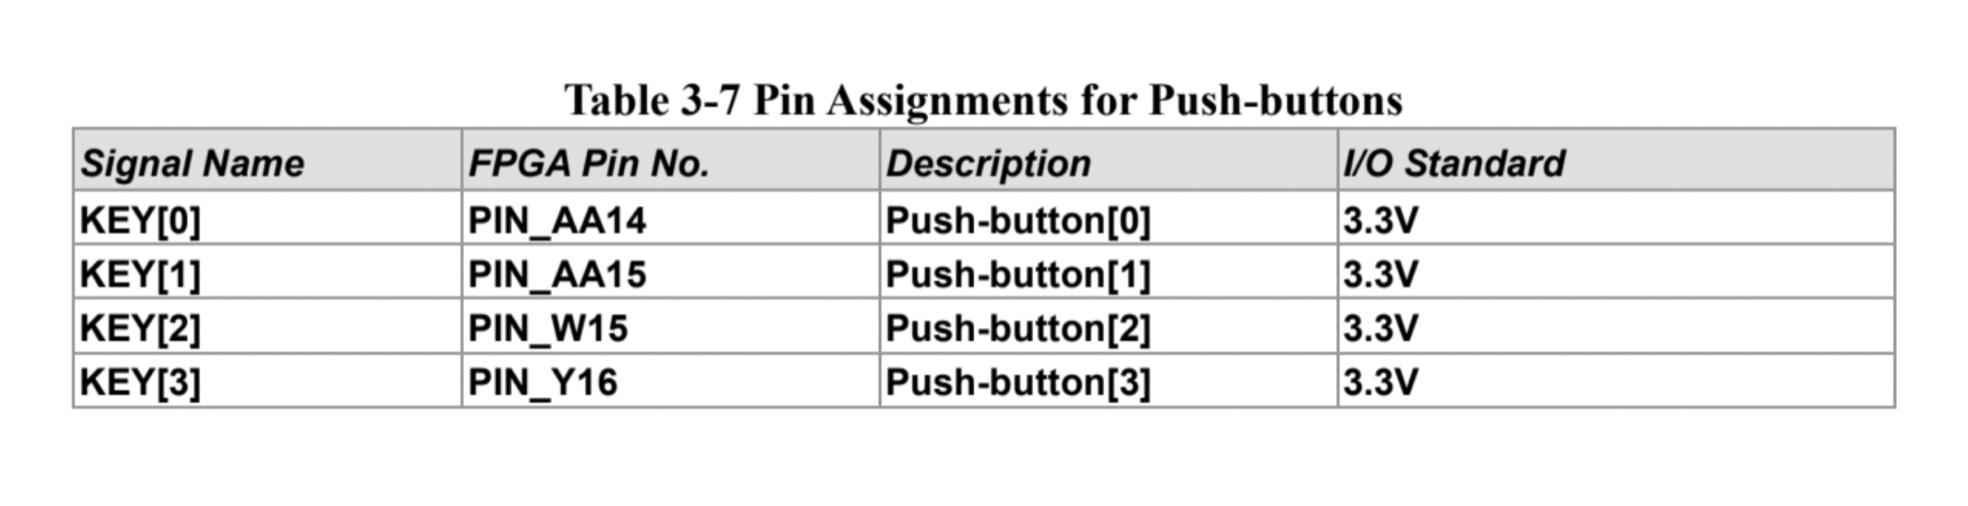 Table 3-7 Pin Assignments for Push-buttons
Signal Name FPGA Pin No. Description I/O Standard
KEY[0] PIN_AA14 Push-button[0] 3.3V
KEY[1] PIN_AA15 Push-button[1] 3.3V
KEY[2] PIN_W15 Push-button[2] 3.3V
KEY[3] PIN_Y16 Push-button[3] 3.3V